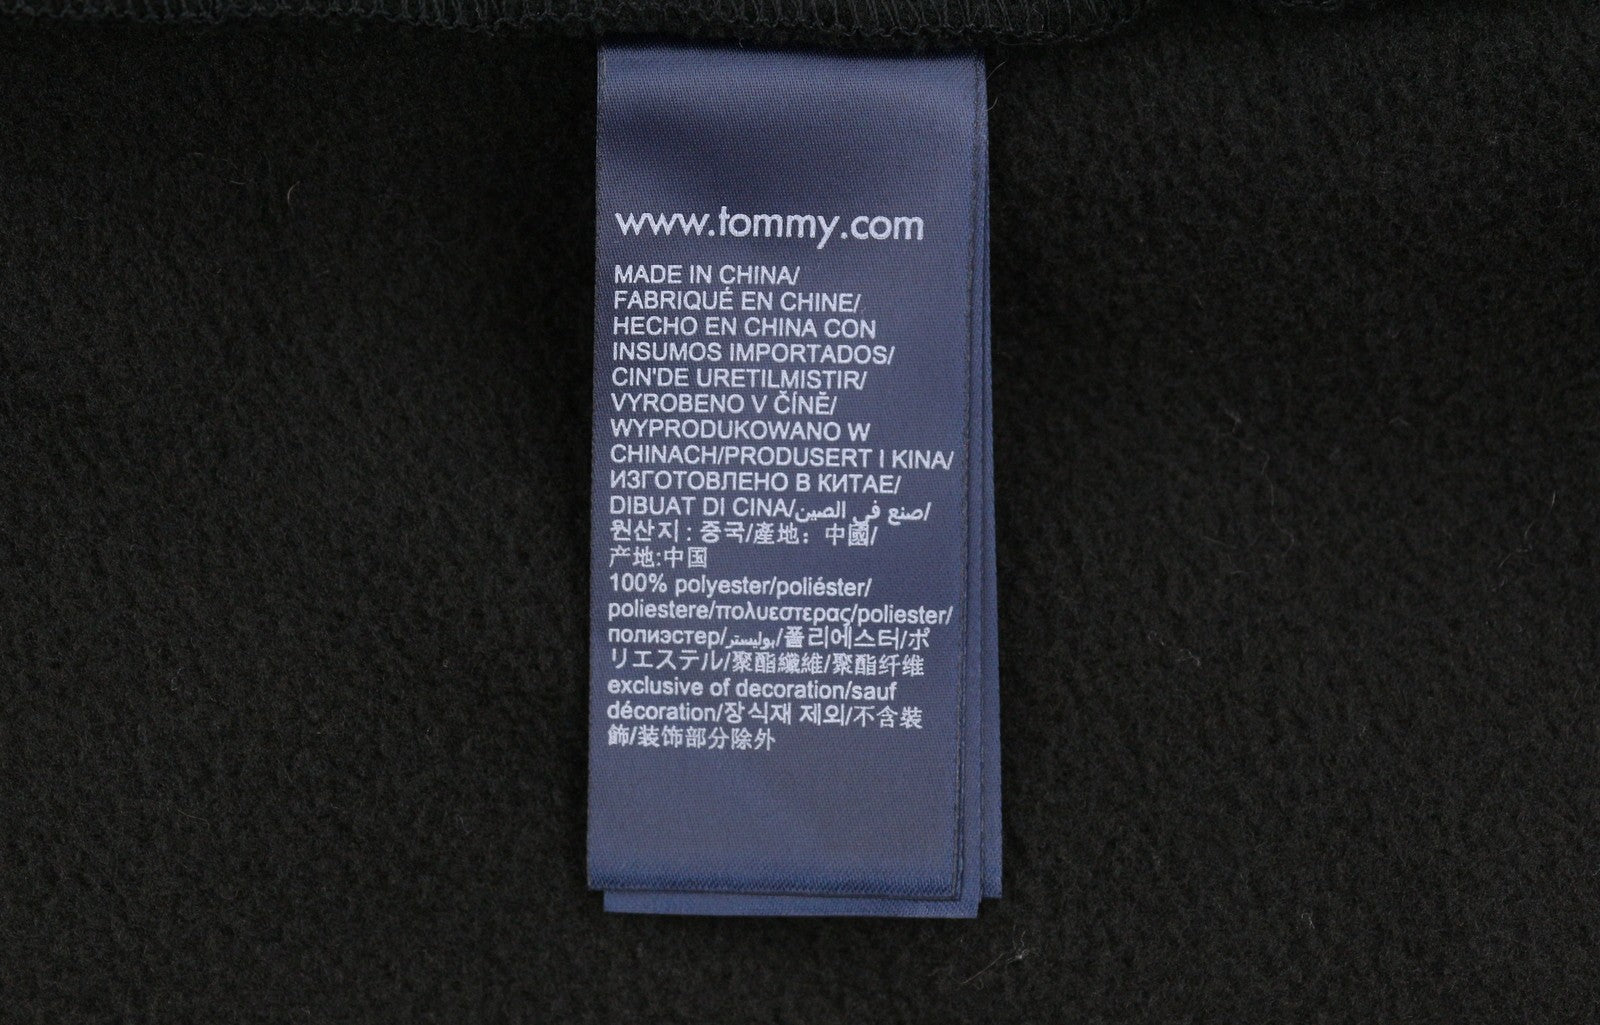 www.tommy.com
MADE IN CHINA/
FABRIQUÉ EN CHINE/
HECHO EN CHINA CON
INSUMOS IMPORTADOS/
CIN'DE URETILMISTIR/
VYROBENO V ČÍNĚ/
WYPRODUKOWANO W
CHINACH/PRODUSERT I KINA/
ИЗГОТОВЛЕНО В КИТАЕ/
DIBUAT DI CINA/صنع في الصين/
원산지 : 중국/產地：中國/
产地:中国
100% polyester/poliéster/
poliestere/πολυεστερας/poliester/
полиэстер/بوليستر/폴리에스터/ポ
リエステル/聚酯纖維/聚酯纤维
exclusive of decoration/sauf
décoration/장식재 제외/不含裝
飾/装饰部分除外